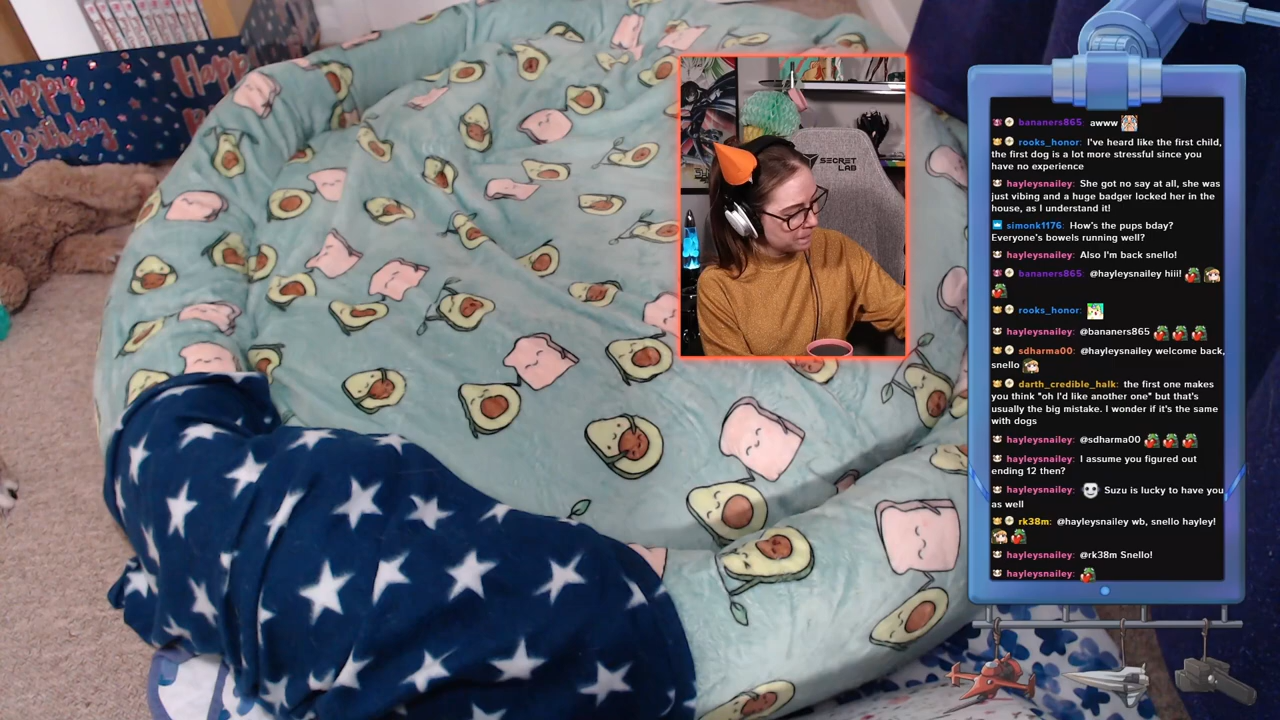 Happy
Birthday
Happy
SECRET
LAB
bananers865: awww
rooks_honor: I've heard like the first child,
the first dog is a lot more stressful since you
have no experience
hayleysnailey: She got no say at all, she was
just vibing and a huge badger locked her in the
house, as I understand it!
simonk1176: How's the pups bday?
Everyone's bowels running well?
hayleysnailey: Also I'm back snello!
bananers865: @hayleysnailey hiii!
rooks_honor:
hayleysnailey: @bananers865
sdharma00: @hayleysnailey welcome back,
snello
darth_credible_halk: the first one makes
you think "oh I'd like another one" but that's
usually the big mistake. I wonder if it's the same
with dogs
hayleysnailey: @sdharma00
hayleysnailey: I assume you figured out
ending 12 then?
hayleysnailey: Suzu is lucky to have you
as well
rk38m: @hayleysnailey wb, snello hayley!
hayleysnailey: @rk38m Snello!
hayleysnailey: